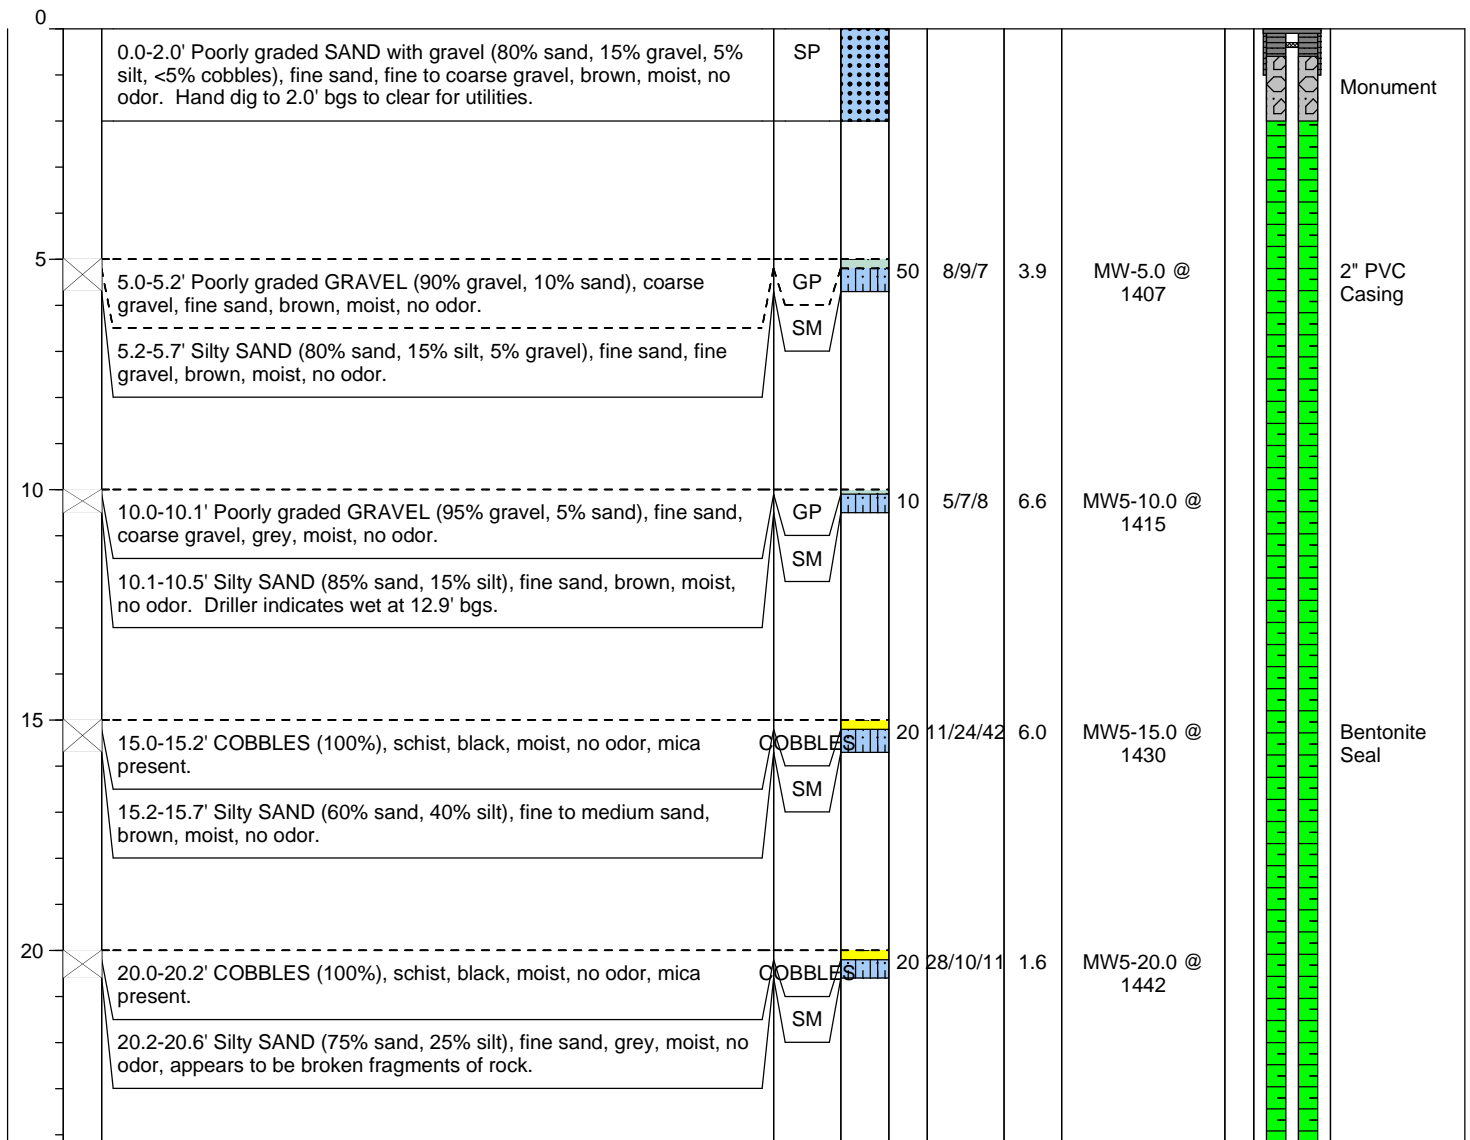 0
0.0-2.0' Poorly graded SAND with gravel (80% sand, 15% gravel, 5%
silt, <5% cobbles), fine sand, fine to coarse gravel, brown, moist, no
odor. Hand dig to 2.0' bgs to clear for utilities.
SP
Monument
5
5.0-5.2' Poorly graded GRAVEL (90% gravel, 10% sand), coarse
gravel, fine sand, brown, moist, no odor.
GP
50
8/9/7
3.9
MW-5.0 @
1407
2" PVC
Casing
SM
5.2-5.7' Silty SAND (80% sand, 15% silt, 5% gravel), fine sand, fine
gravel, brown, moist, no odor.
10
10.0-10.1' Poorly graded GRAVEL (95% gravel, 5% sand), fine sand,
coarse gravel, grey, moist, no odor.
GP
10
5/7/8
6.6
MW5-10.0 @
1415
SM
10.1-10.5' Silty SAND (85% sand, 15% silt), fine sand, brown, moist,
no odor. Driller indicates wet at 12.9' bgs.
15
15.0-15.2' COBBLES (100%), schist, black, moist, no odor, mica
present.
COBBLES
20
11/24/42
6.0
MW5-15.0 @
1430
Bentonite
Seal
SM
15.2-15.7' Silty SAND (60% sand, 40% silt), fine to medium sand,
brown, moist, no odor.
20
20.0-20.2' COBBLES (100%), schist, black, moist, no odor, mica
present.
COBBLES
20
28/10/11
1.6
MW5-20.0 @
1442
SM
20.2-20.6' Silty SAND (75% sand, 25% silt), fine sand, grey, moist, no
odor, appears to be broken fragments of rock.